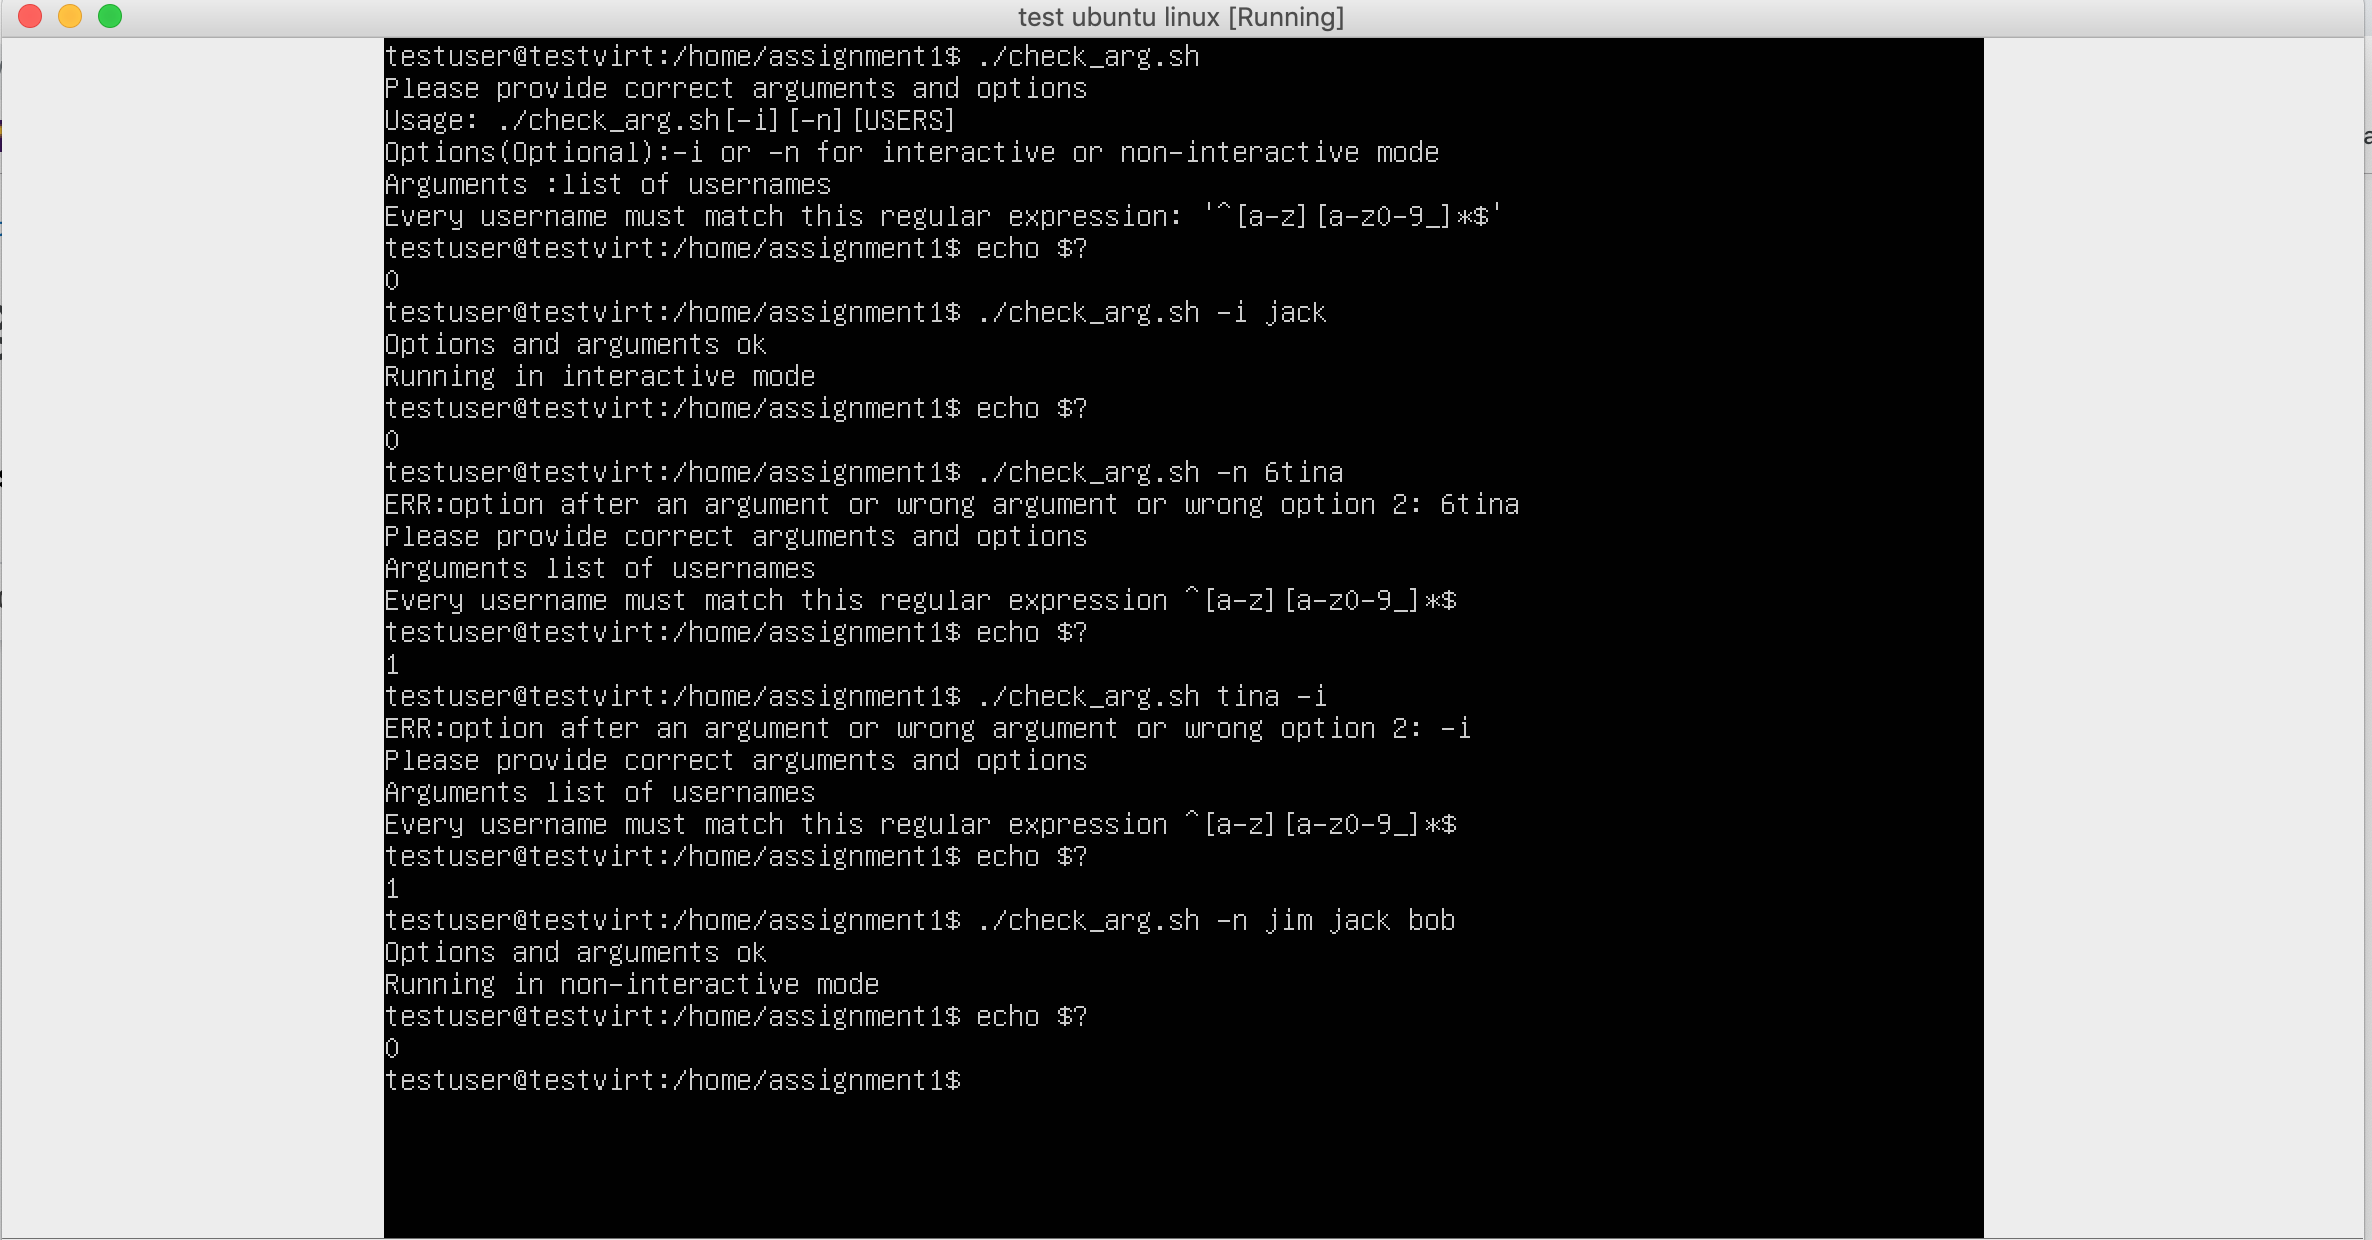 test ubuntu linux [Running]
testuser@testvirt:/home/assignment1$ ./check_arg.sh
Please provide correct arguments and options
Usage: ./check_arg.sh[-i][-n][USERS]
Options(Optional):-i or -n for interactive or non-interactive mode
Arguments :list of usernames
Every username must match this regular expression: '^[a-z][a-z0-9_]*$'
testuser@testvirt:/home/assignment1$ echo $?
0
testuser@testvirt:/home/assignment1$ ./check_arg.sh -i jack
Options and arguments ok
Running in interactive mode
testuser@testvirt:/home/assignment1$ echo $?
0
testuser@testvirt:/home/assignment1$ ./check_arg.sh -n 6tina
ERR:option after an argument or wrong argument or wrong option 2: 6tina
Please provide correct arguments and options
Arguments list of usernames
Every username must match this regular expression ^[a-z][a-z0-9_]*$
testuser@testvirt:/home/assignment1$ echo $?
1
testuser@testvirt:/home/assignment1$ ./check_arg.sh tina -i
ERR:option after an argument or wrong argument or wrong option 2: -i
Please provide correct arguments and options
Arguments list of usernames
Every username must match this regular expression ^[a-z][a-z0-9_]*$
testuser@testvirt:/home/assignment1$ echo $?
1
testuser@testvirt:/home/assignment1$ ./check_arg.sh -n jim jack bob
Options and arguments ok
Running in non-interactive mode
testuser@testvirt:/home/assignment1$ echo $?
0
testuser@testvirt:/home/assignment1$